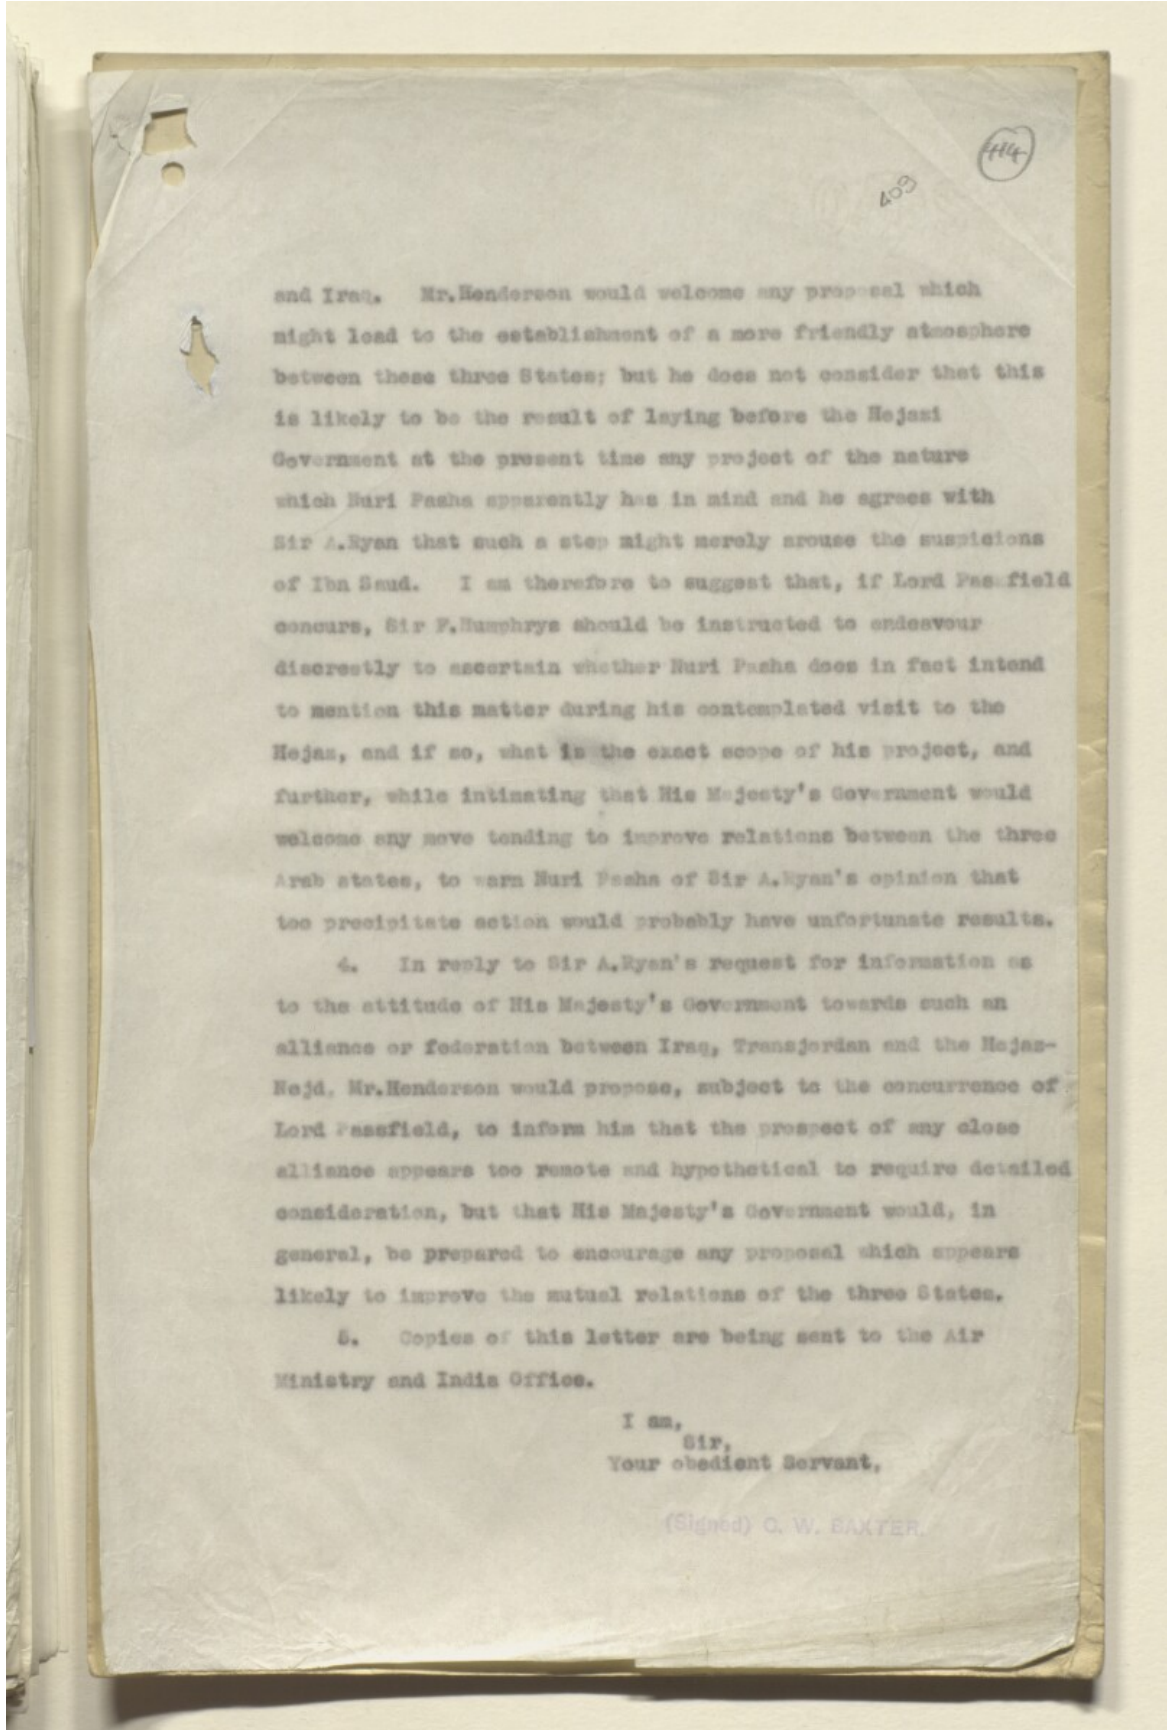 414
409
and Iraq. Mr.Henderson would welcome any proposal which
might lead to the establishment of a more friendly atmosphere
between these three States; but he does not consider that this
is likely to be the result of laying before the Hejazi
Government at the present time any project of the nature
which Nuri Pasha apparently has in mind and he agrees with
Sir A.Ryan that such a step might merely arouse the suspicions
of Ibn Saud. I am therefore to suggest that, if Lord Passfield
concurs, Sir F.Humphrys should be instructed to endeavour
discreetly to ascertain whether Nuri Pasha does in fact intend
to mention this matter during his contemplated visit to the
Hejaz, and if so, what is the exact scope of his project, and
further, while intimating that His Majesty's Government would
welcome any move tending to improve relations between the three
Arab states, to warn Nuri Pasha of Sir A.Ryan's opinion that
too precipitate action would probably have unfortunate results.
4. In reply to Sir A.Ryan's request for information as
to the attitude of His Majesty's Government towards such an
alliance or federation between Iraq, Transjordan and the Hejaz-
Nejd, Mr.Henderson would propose, subject to the concurrence of
Lord Passfield, to inform him that the prospect of any close
alliance appears too remote and hypothetical to require detailed
consideration, but that His Majesty's Government would, in
general, be prepared to encourage any proposal which appears
likely to improve the mutual relations of the three States.
5. Copies of this letter are being sent to the Air
Ministry and India Office.
I am,
Sir,
Your obedient Servant,
(Signed) C. W. BAXTER.